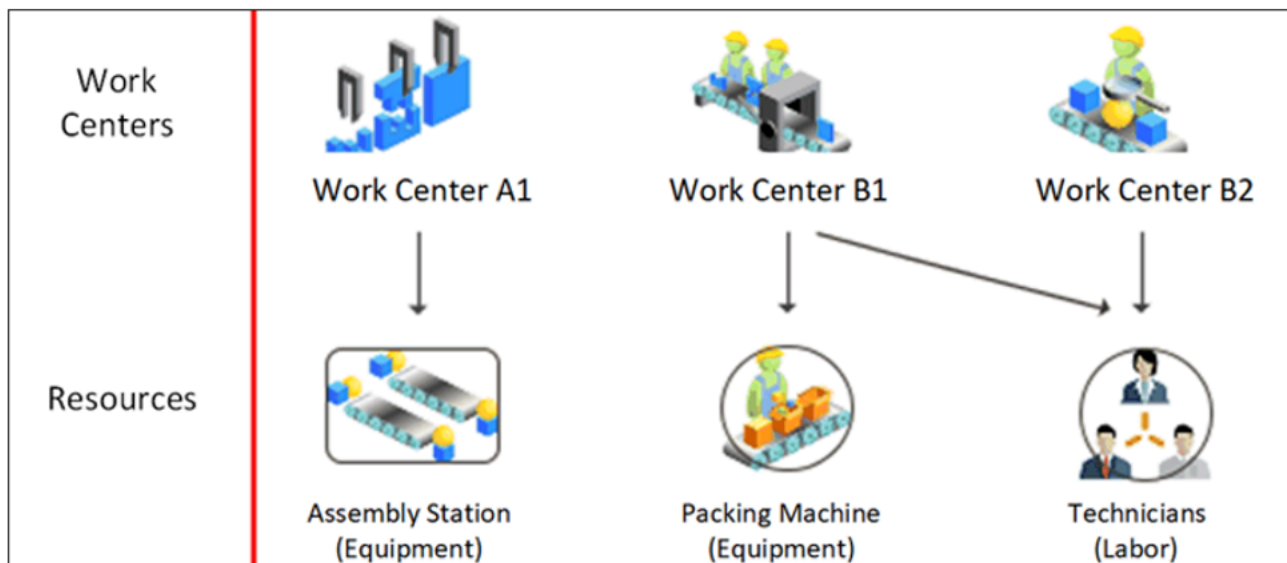 Work
Centers
Work Center A1
Work Center B1
Work Center B2
Resources
Assembly Station
(Equipment)
Packing Machine
(Equipment)
Technicians
(Labor)